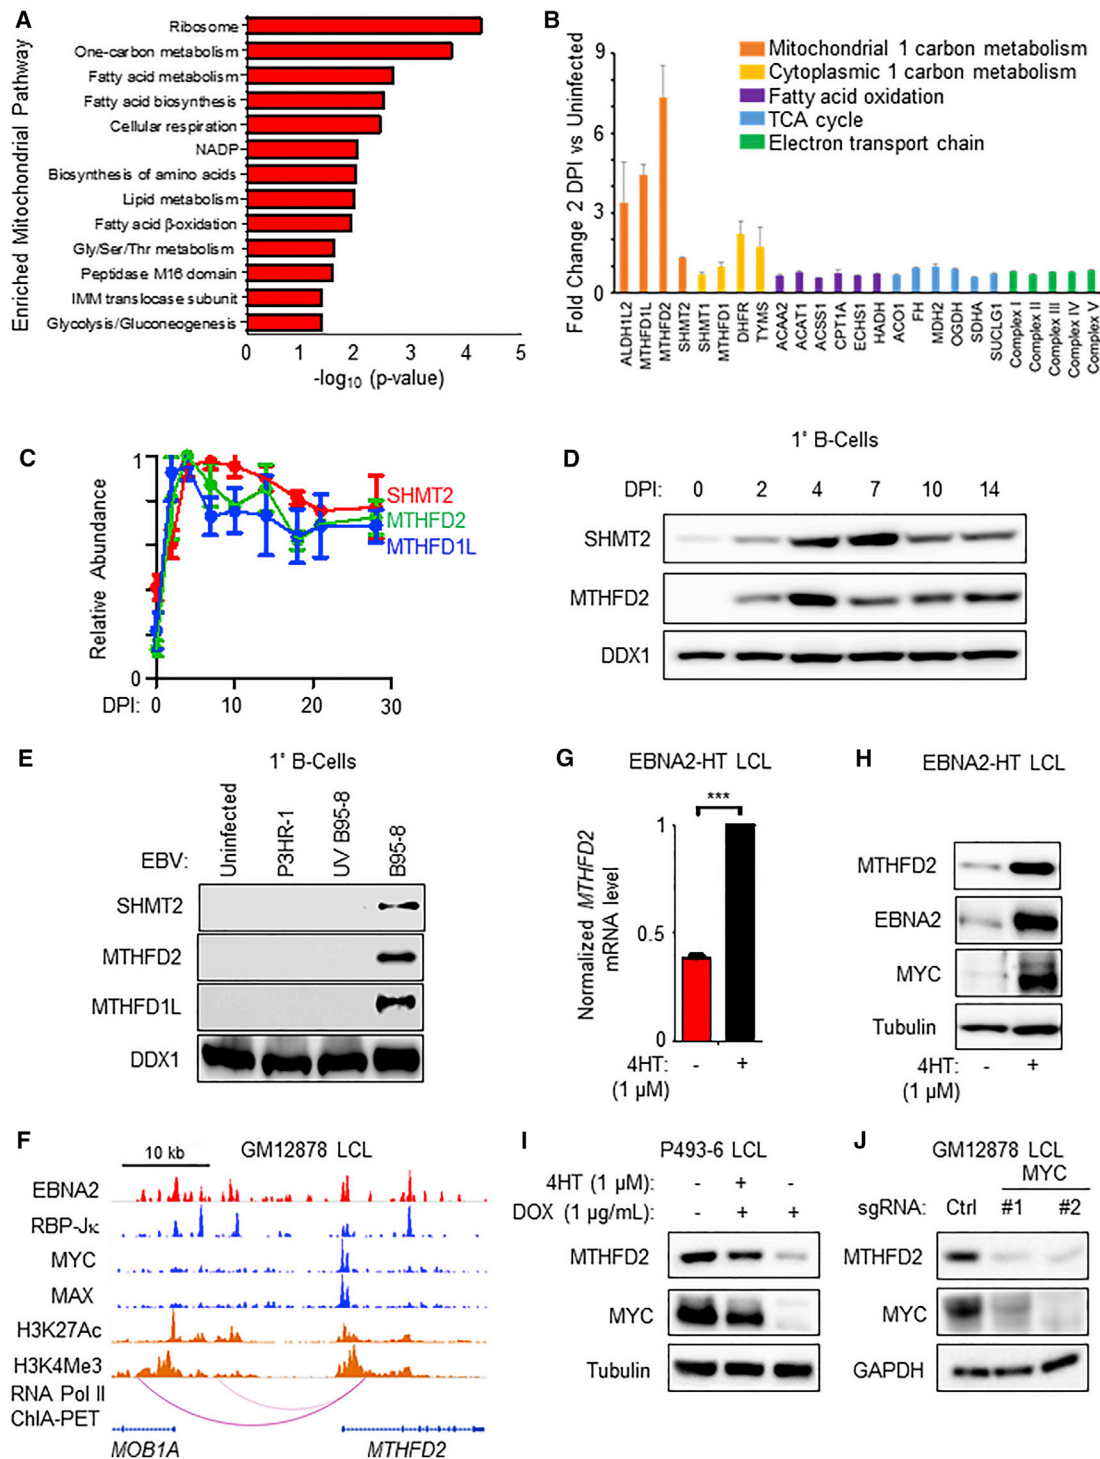 A
Enriched Mitochondrial Pathway
Ribosome
One-carbon metabolism
Fatty acid metabolism
Fatty acid biosynthesis
Cellular respiration
NADP
Biosynthesis of amino acids
Lipid metabolism
Fatty acid β-oxidation
Gly/Ser/Thr metabolism
Peptidase M16 domain
IMM translocase subunit
Glycolysis/Gluconeogenesis
0 1 2 3 4 5
-log10 (p-value)
B
Fold Change 2 DPI vs Uninfected
9
6
3
0
Mitochondrial 1 carbon metabolism
Cytoplasmic 1 carbon metabolism
Fatty acid oxidation
TCA cycle
Electron transport chain
ALDH1L2
MTHFD1L
MTHFD2
SHMT2
SHMT1
MTHFD1
DHFR
TYMS
ACAA2
ACAT1
ACSS1
CPT1A
ECHS1
HADH
ACO1
FH
MDH2
OGDH
SDHA
SUCLG1
Complex I
Complex II
Complex III
Complex IV
Complex V
C
Relative Abundance
1
0
SHMT2
MTHFD2
MTHFD1L
DPI: 0 10 20 30
D
1° B-Cells
DPI: 0 2 4 7 10 14
SHMT2
MTHFD2
DDX1
E
1° B-Cells
EBV: Uninfected P3HR-1 UV B95-8 B95-8
SHMT2
MTHFD2
MTHFD1L
DDX1
G
EBNA2-HT LCL
***
Normalized MTHFD2
mRNA level
1
0.5
0
4HT: - +
(1 µM)
H
EBNA2-HT LCL
MTHFD2
EBNA2
MYC
Tubulin
4HT: - +
(1 µM)
F
10 kb
GM12878 LCL
EBNA2
RBP-Jκ
MYC
MAX
H3K27Ac
H3K4Me3
RNA Pol II
ChIA-PET
MOB1A MTHFD2
I
P493-6 LCL
4HT (1 µM): - + -
DOX (1 µg/mL): - + +
MTHFD2
MYC
Tubulin
J
GM12878 LCL
MYC
sgRNA: Ctrl #1 #2
MTHFD2
MYC
GAPDH